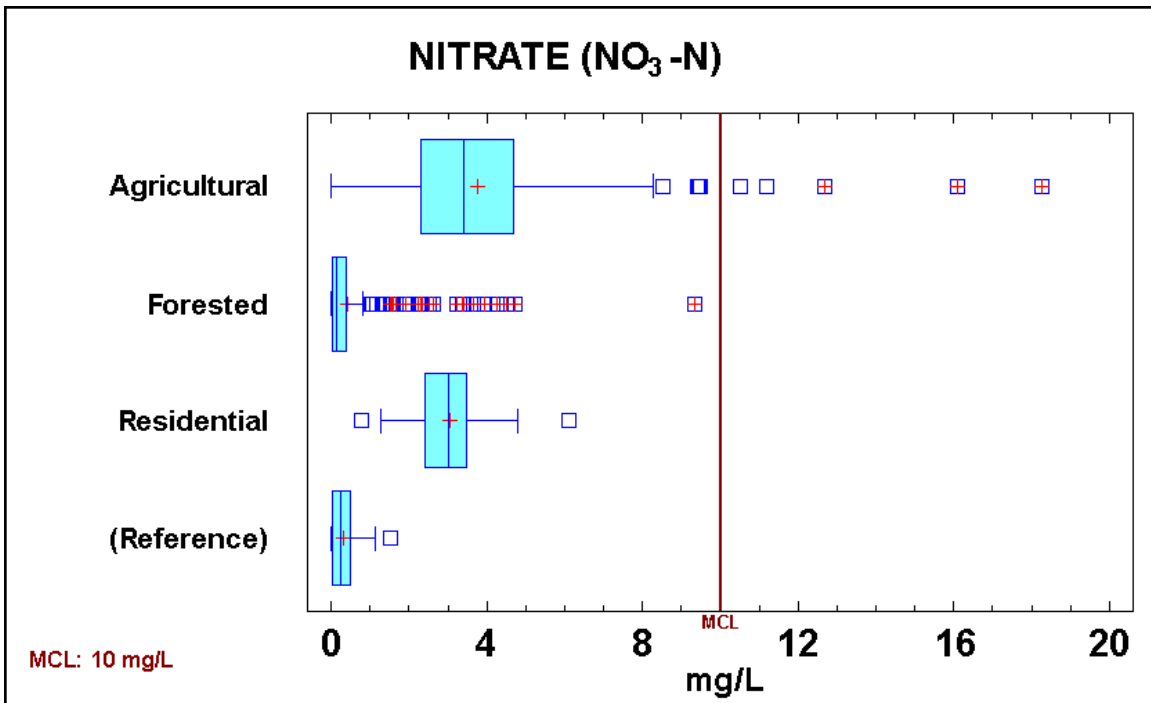 NITRATE (NO₃ -N)
Agricultural
Forested
Residential
(Reference)
0 4 8 12 16 20
MCL
mg/L
MCL: 10 mg/L